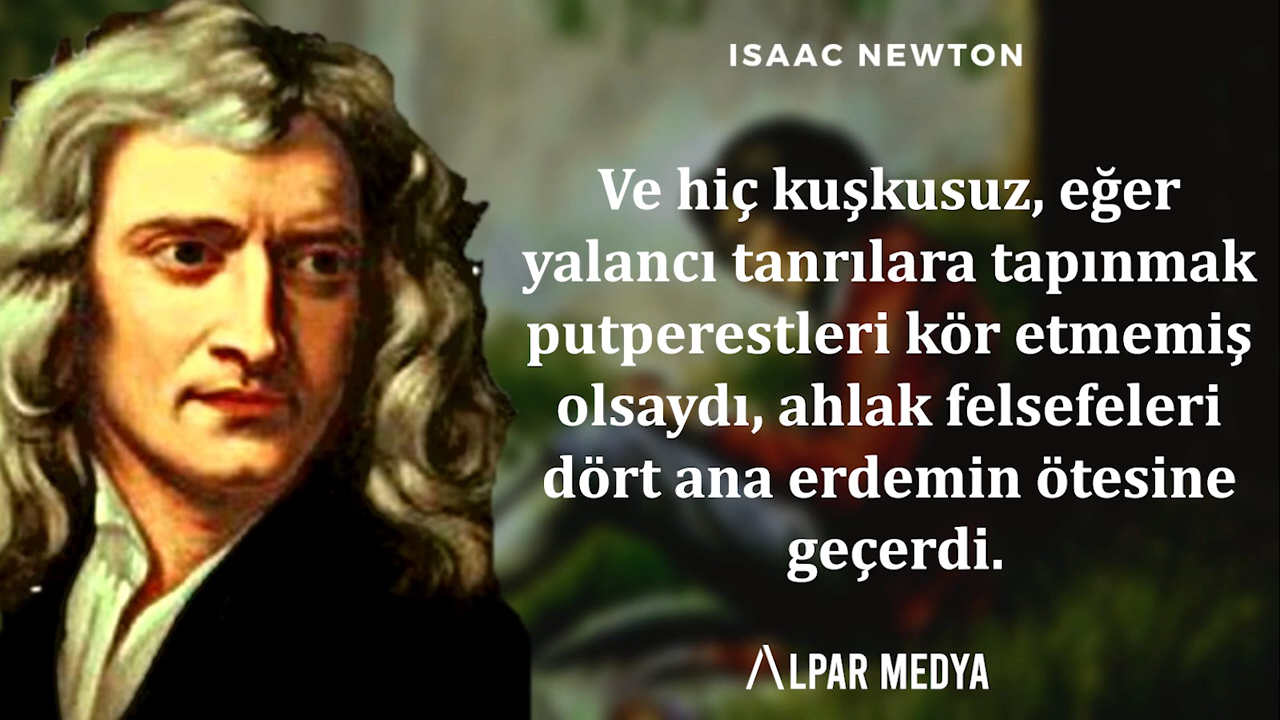 ISAAC NEWTON
Ve hiç kuşkusuz, eğer
yalancı tanrılara tapınmak
putperestleri kör etmemiş
olsaydı, ahlak felsefeleri
dört ana erdemin ötesine
geçerdi.
ALPAR MEDYA